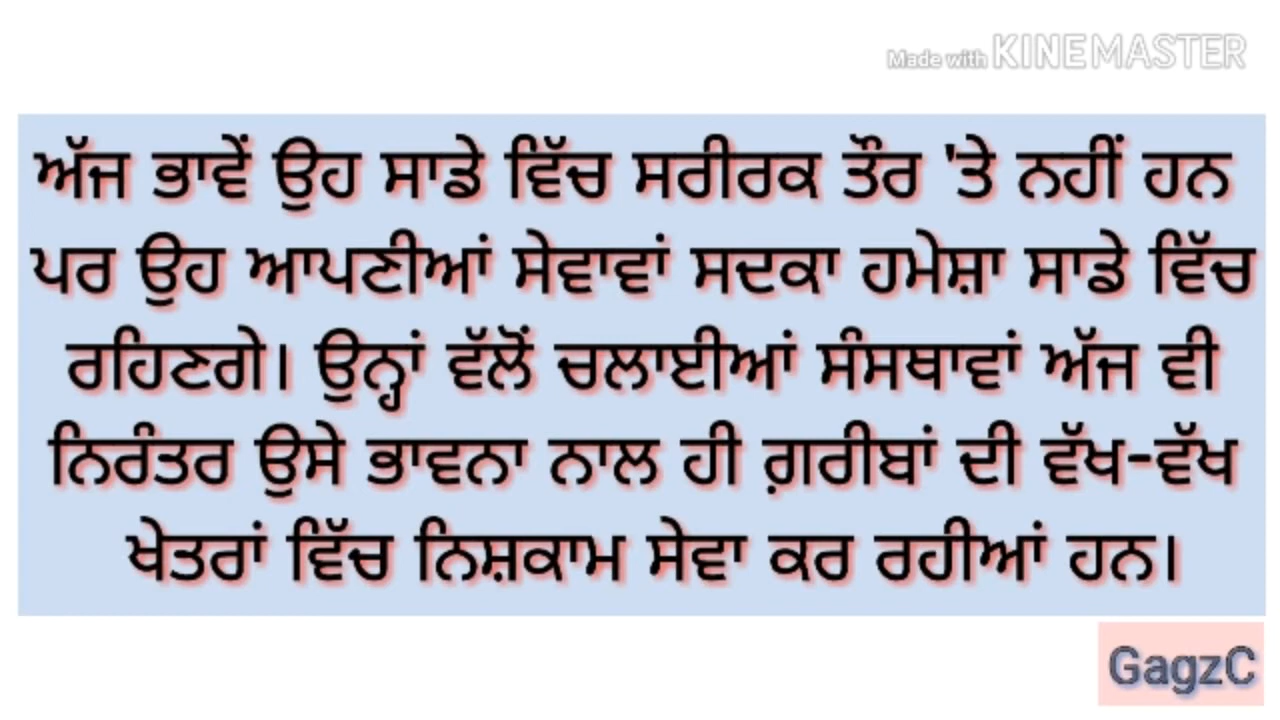 Made with KINEMASTER
ਅੱਜ ਭਾਵੇਂ ਉਹ ਸਾਡੇ ਵਿੱਚ ਸਰੀਰਕ ਤੌਰ 'ਤੇ ਨਹੀਂ ਹਨ
ਪਰ ਉਹ ਆਪਣੀਆਂ ਸੇਵਾਵਾਂ ਸਦਕਾ ਹਮੇਸ਼ਾ ਸਾਡੇ ਵਿੱਚ
ਰਹਿਣਗੇ। ਉਨ੍ਹਾਂ ਵੱਲੋਂ ਚਲਾਈਆਂ ਸੰਸਥਾਵਾਂ ਅੱਜ ਵੀ
ਨਿਰੰਤਰ ਉਸੇ ਭਾਵਨਾ ਨਾਲ ਹੀ ਗ਼ਰੀਬਾਂ ਦੀ ਵੱਖ-ਵੱਖ
ਖੇਤਰਾਂ ਵਿੱਚ ਨਿਸ਼ਕਾਮ ਸੇਵਾ ਕਰ ਰਹੀਆਂ ਹਨ।
GagzC